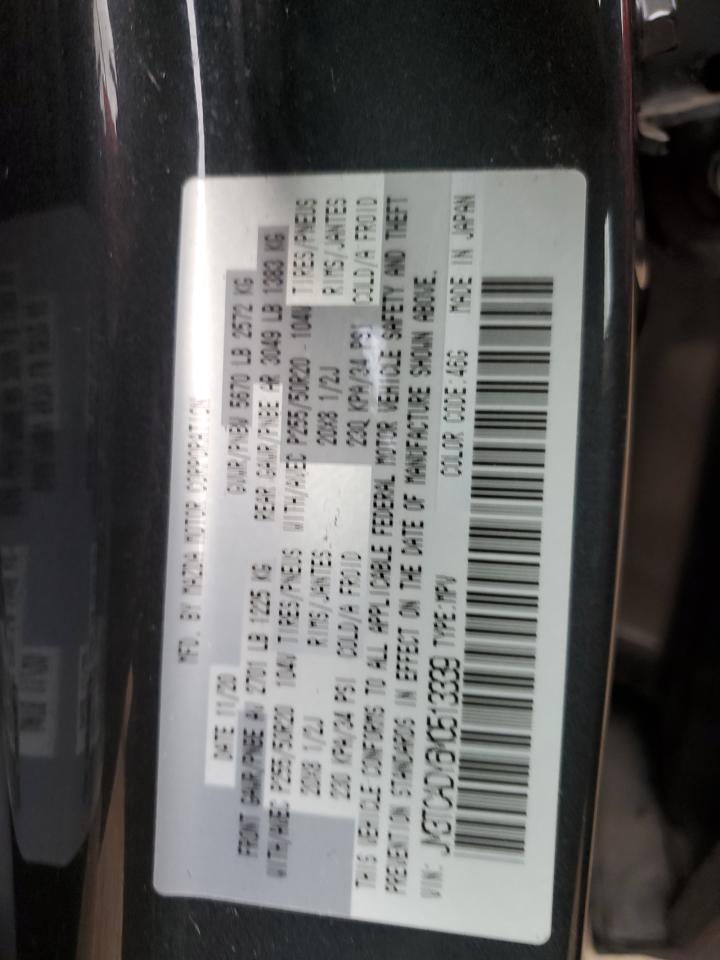 MFD. BY MAZDA MOTOR CORPORATION
DATE 11/20 GVWR/PNBV 5670 LB 2572 KG
FRONT GAWR/PNBE AV 2701 LB 1225 KG REAR GAWR/PNBE AR 3049 LB 1383 KG
WITH/AVEC P255/50R20 104V TIRES/PNEUS WITH/AVEC P255/50R20 104V TIRES/PNEUS
20X8 1/2J RIMS/JANTES 20X8 1/2J RIMS/JANTES
230 KPA/34 PSI COLD/A FROID 230 KPA/34 PSI COLD/A FROID
THIS VEHICLE CONFORMS TO ALL APPLICABLE FEDERAL MOTOR VEHICLE SAFETY AND THEFT
PREVENTION STANDARDS IN EFFECT ON THE DATE OF MANUFACTURE SHOWN ABOVE.
VIN: JM3TCADY6M0513339 TYPE:MPV COLOR CODE:46G MADE IN JAPAN